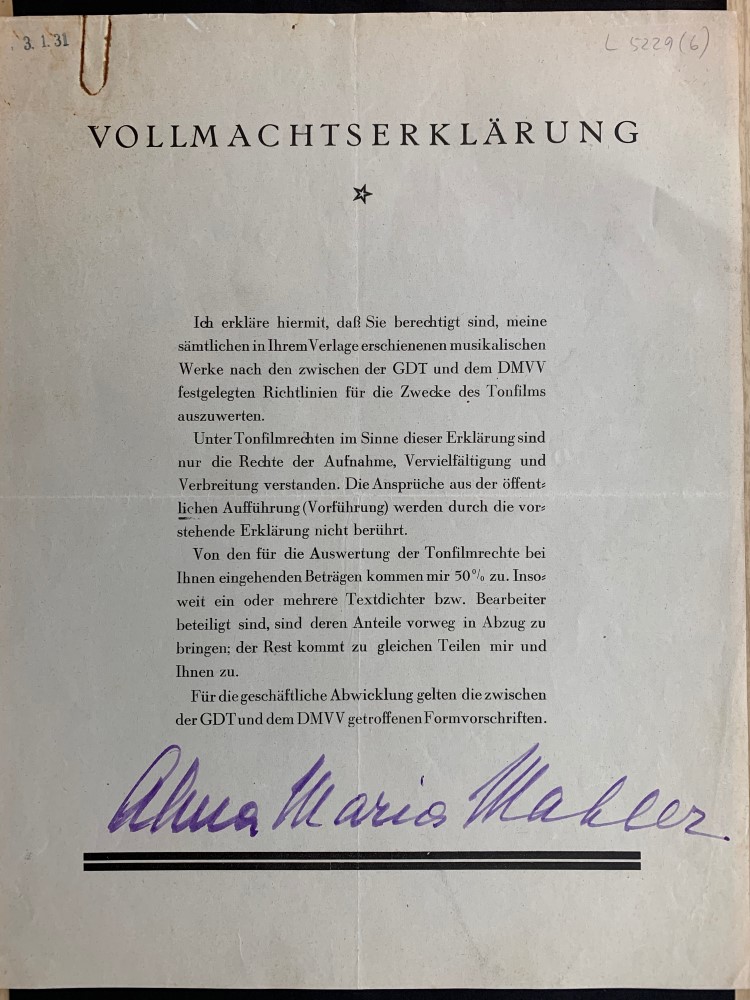 3. 1. 31
L 5229(6)
VOLLMACHTSERKLÄRUNG
Ich erkläre hiermit, daß Sie berechtigt sind, meine
sämtlichen in Ihrem Verlage erschienenen musikalischen
Werke nach den zwischen der GDT und dem DMVV
festgelegten Richtlinien für die Zwecke des Tonfilms
auszuwerten.
Unter Tonfilmrechten im Sinne dieser Erklärung sind
nur die Rechte der Aufnahme, Vervielfältigung und
Verbreitung verstanden. Die Ansprüche aus der öffent⸗
lichen Aufführung (Vorführung) werden durch die vor⸗
stehende Erklärung nicht berührt.
Von den für die Auswertung der Tonfilmrechte bei
Ihnen eingehenden Beträgen kommen mir 50% zu. Inso⸗
weit ein oder mehrere Textdichter bzw. Bearbeiter
beteiligt sind, sind deren Anteile vorweg in Abzug zu
bringen; der Rest kommt zu gleichen Teilen mir und
Ihnen zu.
Für die geschäftliche Abwicklung gelten die zwischen
der GDT und dem DMVV getroffenen Formvorschriften.
Alma Maria Mahler.